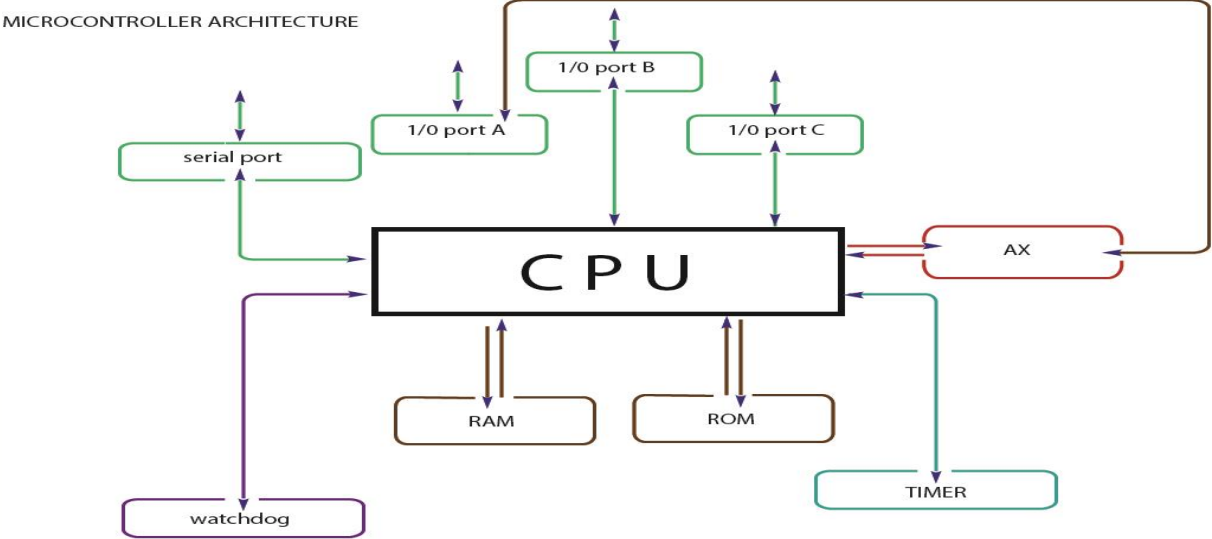 MICROCONTROLLER ARCHITECTURE
1/0 port B
1/0 port A
1/0 port C
serial port
CPU
AX
RAM
ROM
TIMER
watchdog